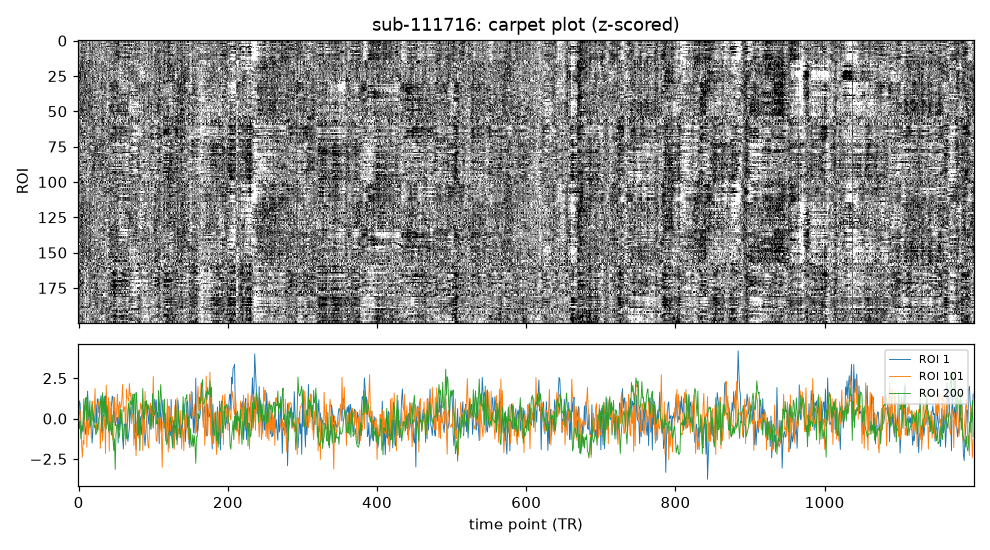 sub-111716: carpet plot (z-scored)
0
25
50
75
100
125
150
175
ROI
2.5
0.0
−2.5
ROI 1
ROI 101
ROI 200
0 200 400 600 800 1000
time point (TR)